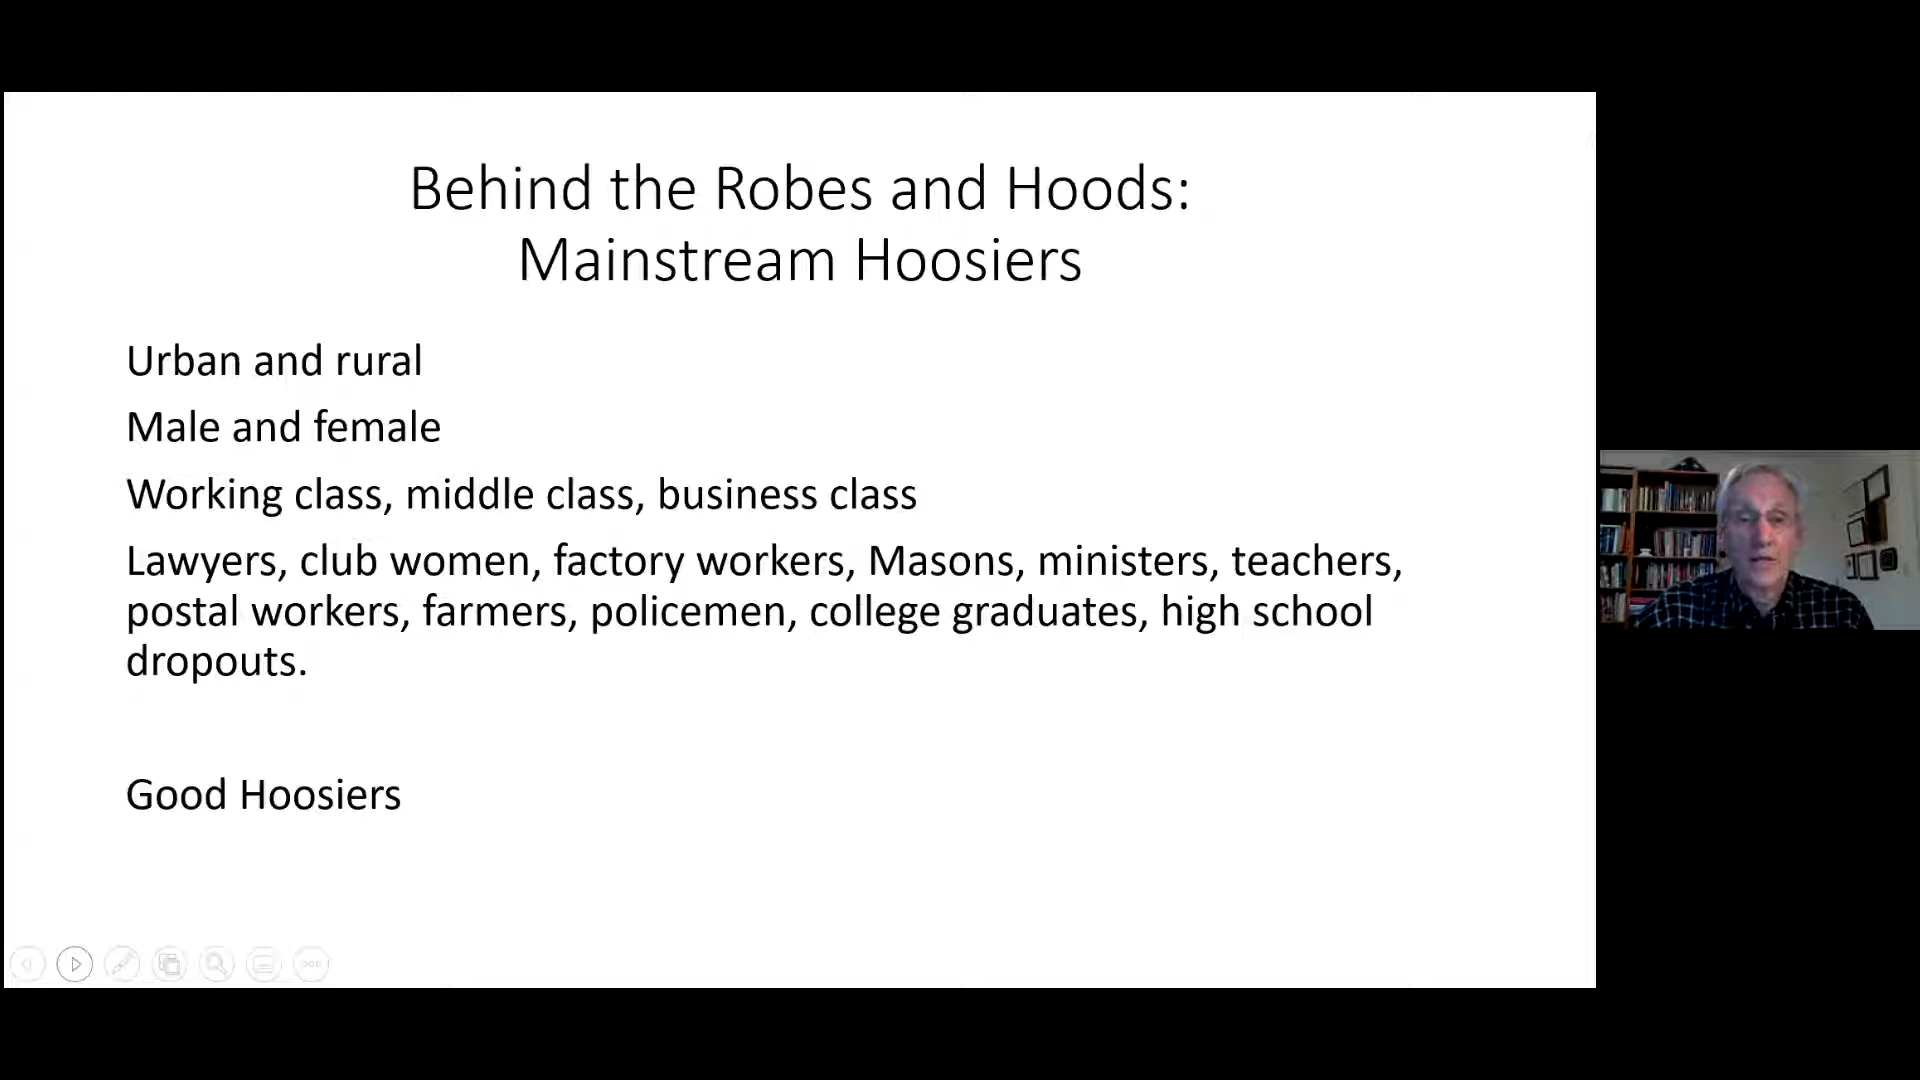 Behind the Robes and Hoods:
Mainstream Hoosiers
Urban and rural
Male and female
Working class, middle class, business class
Lawyers, club women, factory workers, Masons, ministers, teachers,
postal workers, farmers, policemen, college graduates, high school
dropouts.
Good Hoosiers